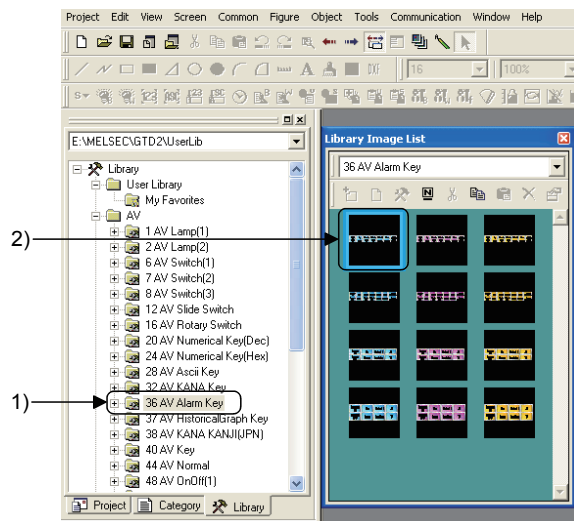 Project Edit View Screen Common Figure Object Tools Communication Window Help
16 100%
E:\MELSEC\GTD2\UserLib
Library
User Library
My Favorites
AV
1 AV Lamp(1)
2 AV Lamp(2)
6 AV Switch(1)
7 AV Switch(2)
8 AV Switch(3)
12 AV Slide Switch
16 AV Rotary Switch
20 AV Numerical Key(Dec)
24 AV Numerical Key(Hex)
28 AV Ascii Key
32 AV KANA Key
36 AV Alarm Key
37 AV HistoricalGraph Key
38 AV KANA KANJI(JPN)
40 AV Key
44 AV Normal
48 AV OnOff(1)
Project Category Library
Library Image List
36 AV Alarm Key
2)
1)